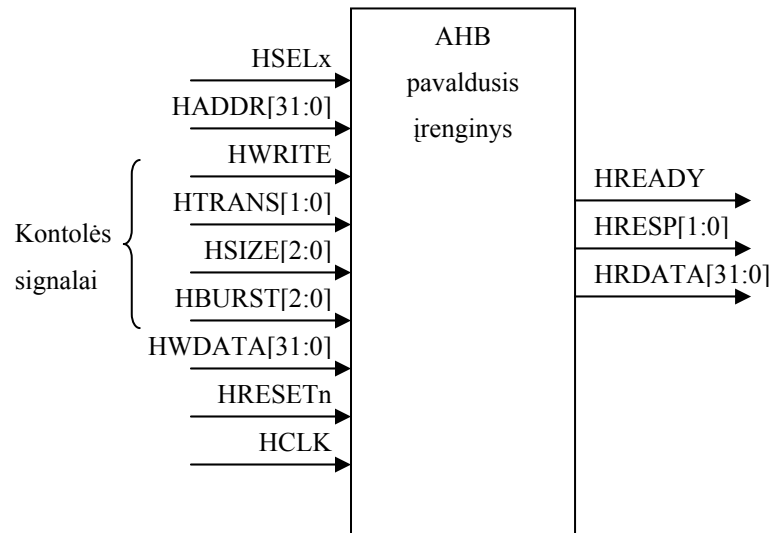 AHB
pavaldusis
įrenginys
HSELx
HADDR[31:0]
HWRITE
HTRANS[1:0]
HSIZE[2:0]
HBURST[2:0]
HWDATA[31:0]
HRESETn
HCLK
Kontolės
signalai
HREADY
HRESP[1:0]
HRDATA[31:0]